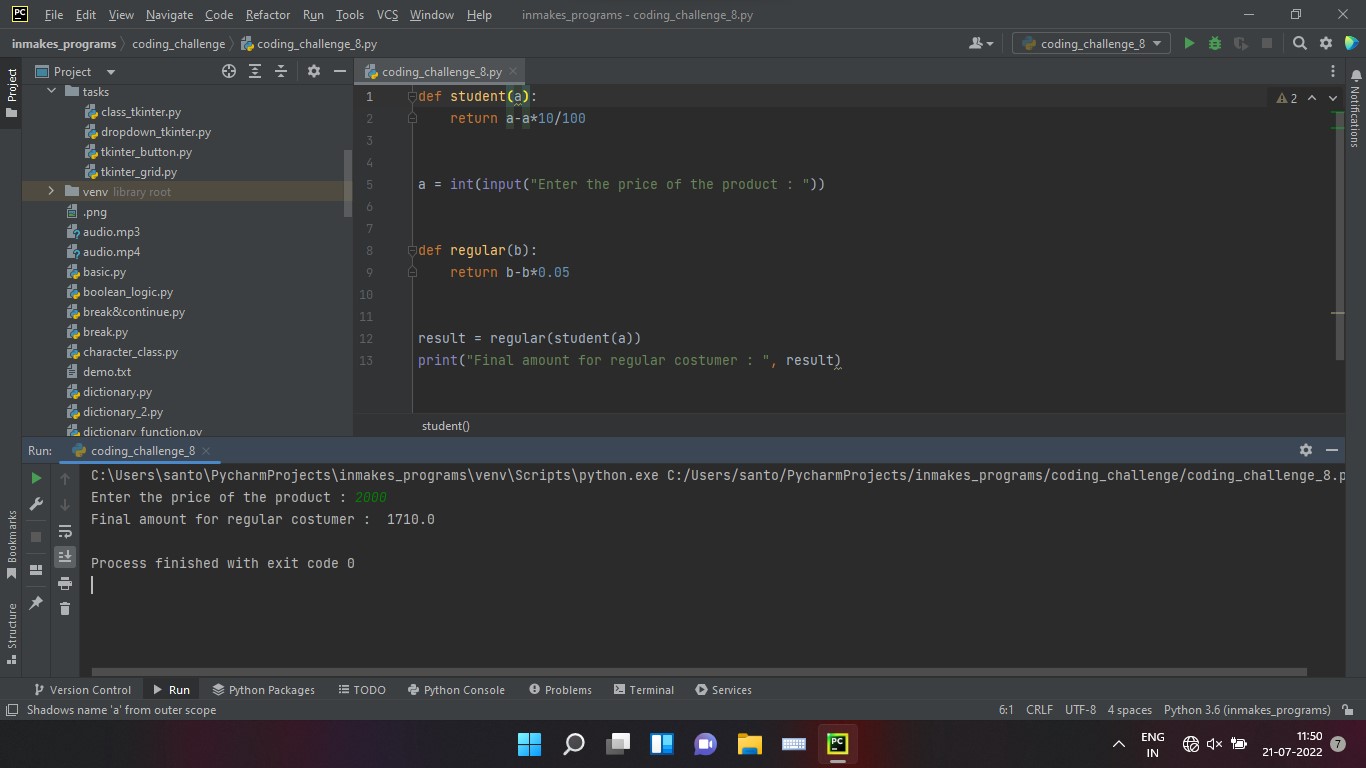 PC File Edit View Navigate Code Refactor Run Tools VCS Window Help inmakes_programs - coding_challenge_8.py
inmakes_programs coding_challenge coding_challenge_8.py coding_challenge_8
Project
Project
tasks
class_tkinter.py
dropdown_tkinter.py
tkinter_button.py
tkinter_grid.py
venv library root
.png
audio.mp3
audio.mp4
basic.py
boolean_logic.py
break&continue.py
break.py
character_class.py
demo.txt
dictionary.py
dictionary_2.py
dictionary_function.py
coding_challenge_8.py
1 def student(a):
2 return a-a*10/100
3
4
5 a = int(input("Enter the price of the product : "))
6
7
8 def regular(b):
9 return b-b*0.05
10
11
12 result = regular(student(a))
13 print("Final amount for regular costumer : ", result)
2
student()
Notifications
Run: coding_challenge_8
C:\Users\santo\PycharmProjects\inmakes_programs\venv\Scripts\python.exe C:/Users/santo/PycharmProjects/inmakes_programs/coding_challenge/coding_challenge_8.p
Enter the price of the product : 2000
Final amount for regular costumer :  1710.0
Process finished with exit code 0
Bookmarks
Structure
Version Control Run Python Packages TODO Python Console Problems Terminal Services
Shadows name 'a' from outer scope 6:1 CRLF UTF-8 4 spaces Python 3.6 (inmakes_programs)
PC
ENG
IN
11:50
21-07-2022
7